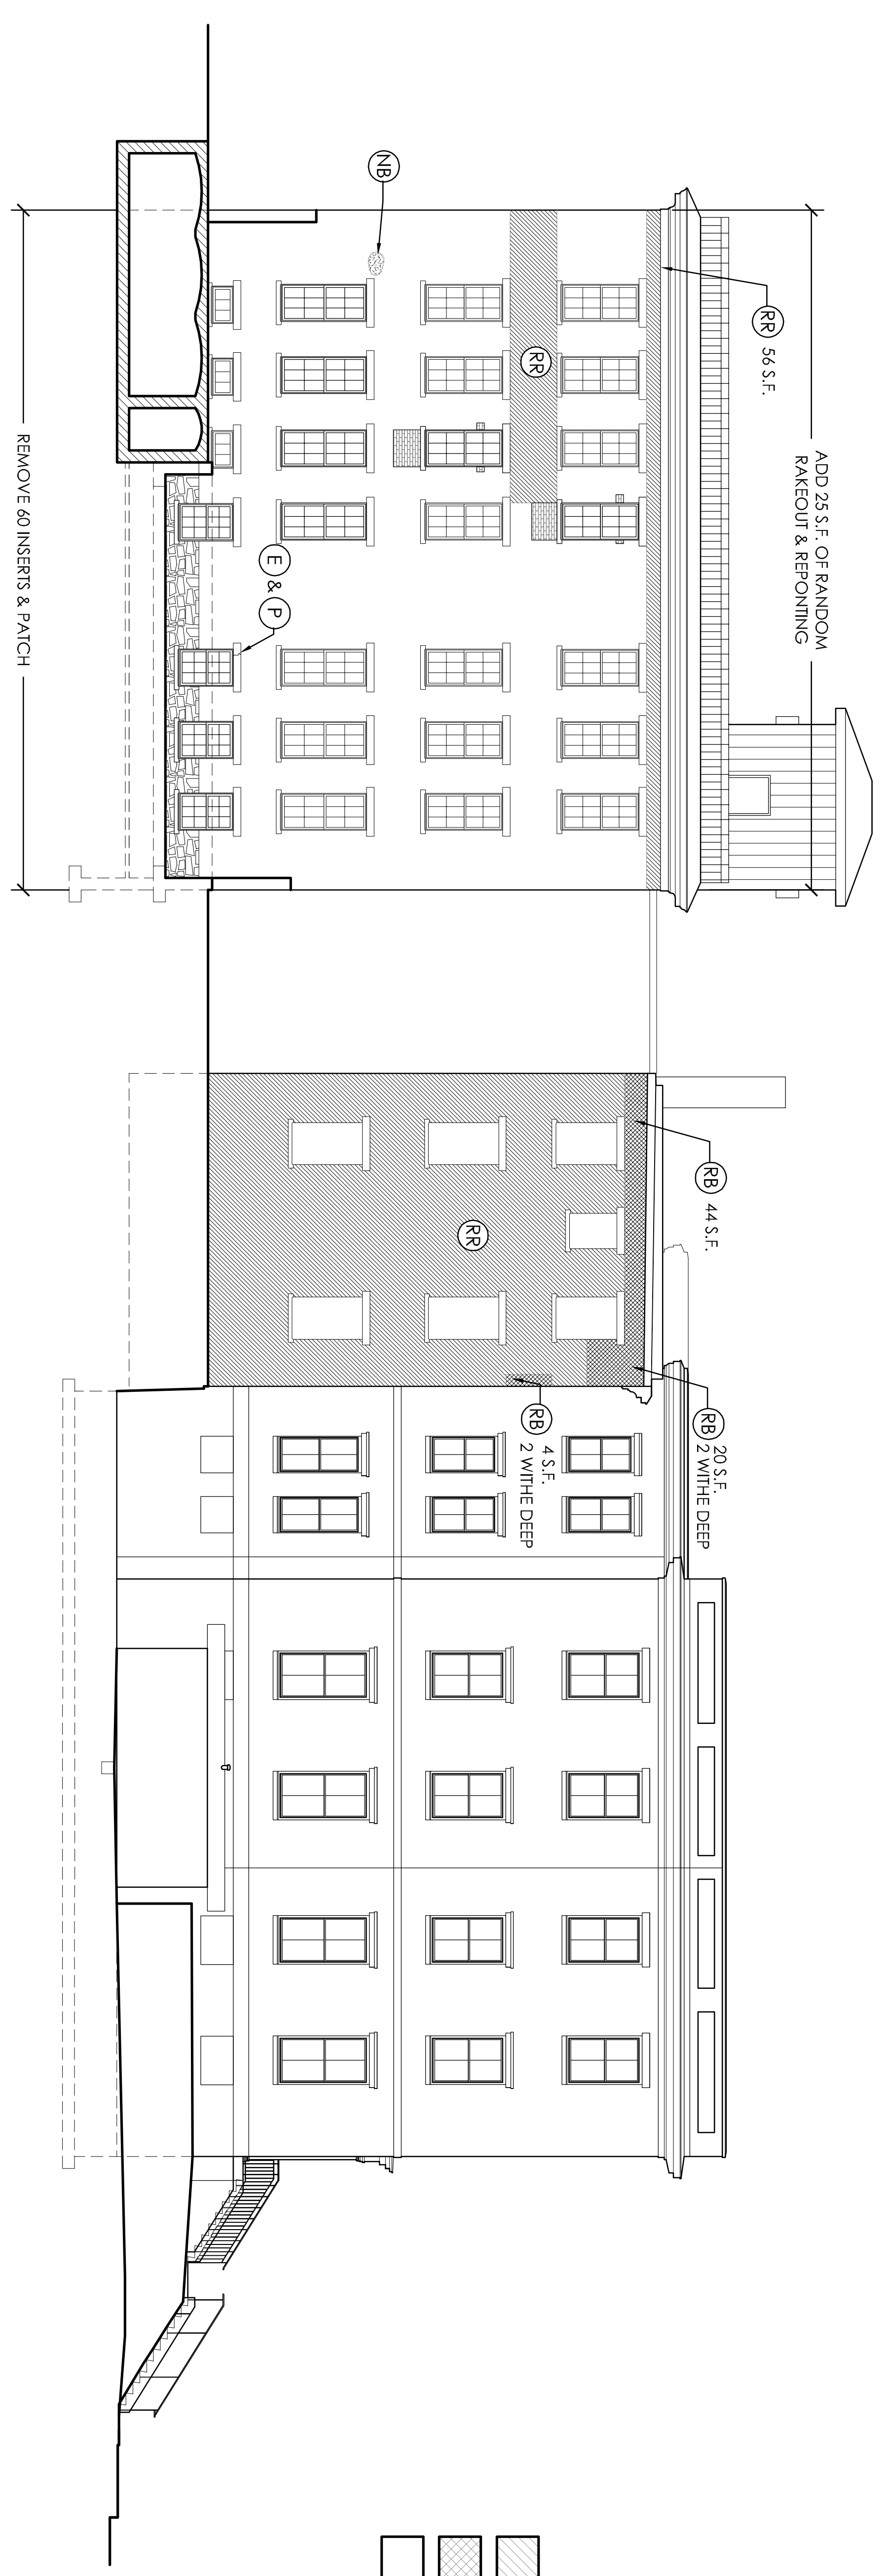 ADD 25 S.F. OF RANDOM
RAKEOUT & REPONTING
RR 56 S.F.
RR
NB
E & P
REMOVE 60 INSERTS & PATCH
RB 44 S.F.
RR
RB 20 S.F.
2 WITHE DEEP
RB 4 S.F.
2 WITHE DEEP